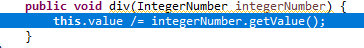 public void div(IntegerNumber integerNumber) {
this.value /= integerNumber.getValue();
}